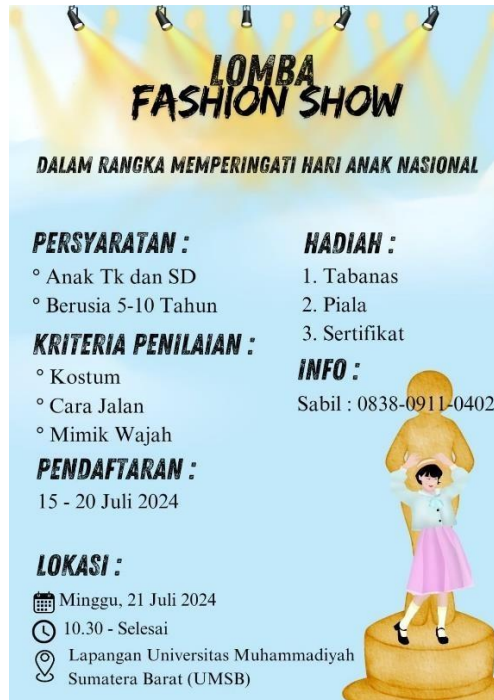 LOMBA
FASHION SHOW
DALAM RANGKA MEMPERINGATI HARI ANAK NASIONAL
PERSYARATAN :
° Anak Tk dan SD
° Berusia 5-10 Tahun
KRITERIA PENILAIAN :
° Kostum
° Cara Jalan
° Mimik Wajah
PENDAFTARAN :
15 - 20 Juli 2024
HADIAH :
1. Tabanas
2. Piala
3. Sertifikat
INFO :
Sabil : 0838-0911-0402
LOKASI :
Minggu, 21 Juli 2024
10.30 - Selesai
Lapangan Universitas Muhammadiyah
Sumatera Barat (UMSB)